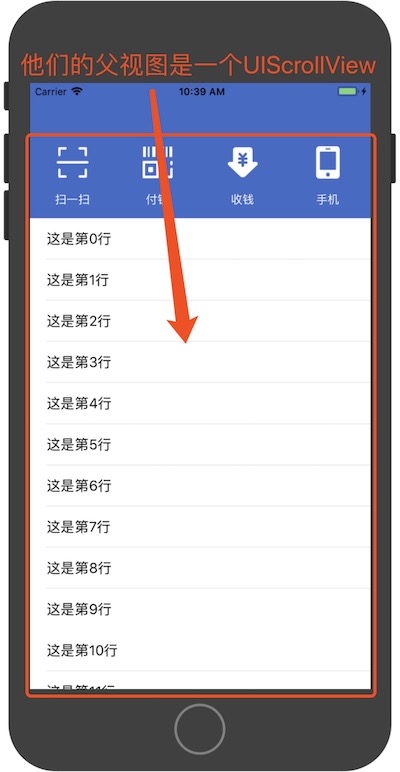 他们的父视图是一个UIScrollView
Carrier 10:39 AM
扫一扫 付钱 收钱 手机
这是第0行
这是第1行
这是第2行
这是第3行
这是第4行
这是第5行
这是第6行
这是第7行
这是第8行
这是第9行
这是第10行
这是第11行